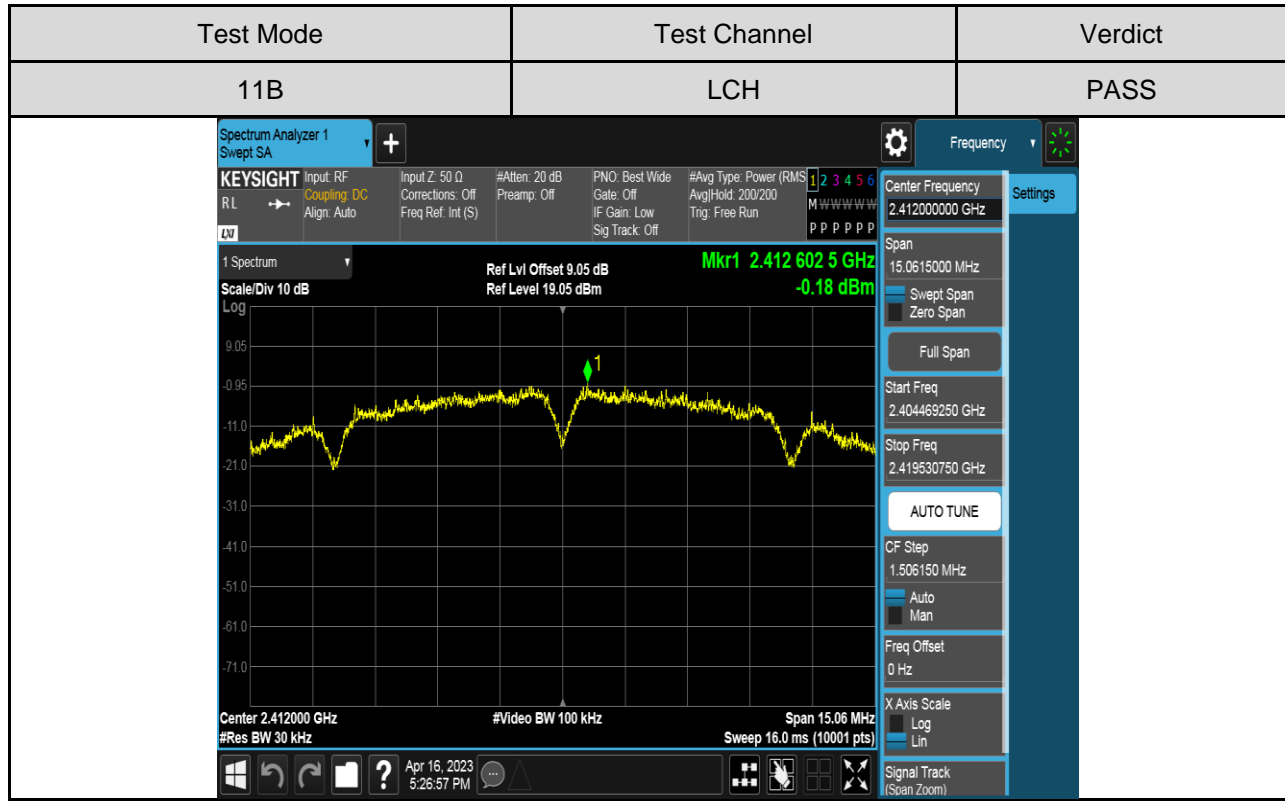 Test Mode Test Channel Verdict
11B LCH PASS
Spectrum Analyzer 1
Swept SA
+
Frequency
KEYSIGHT
RL
LXI
Input: RF
Coupling: DC
Align: Auto
Input Z: 50 Ω
Corrections: Off
Freq Ref: Int (S)
#Atten: 20 dB
Preamp: Off
PNO: Best Wide
Gate: Off
IF Gain: Low
Sig Track: Off
#Avg Type: Power (RMS
Avg|Hold: 200/200
Trig: Free Run
1 2 3 4 5 6
M W W W W W
P P P P P P
1 Spectrum
Scale/Div 10 dB
Log
Ref Lvl Offset 9.05 dB
Ref Level 19.05 dBm
Mkr1 2.412 602 5 GHz
-0.18 dBm
9.05
-0.95
-11.0
-21.0
-31.0
-41.0
-51.0
-61.0
-71.0
1
Center 2.412000 GHz
#Res BW 30 kHz
#Video BW 100 kHz
Span 15.06 MHz
Sweep 16.0 ms (10001 pts)
?
Apr 16, 2023
5:26:57 PM
Center Frequency
2.412000000 GHz
Settings
Span
15.0615000 MHz
Swept Span
Zero Span
Full Span
Start Freq
2.404469250 GHz
Stop Freq
2.419530750 GHz
AUTO TUNE
CF Step
1.506150 MHz
Auto
Man
Freq Offset
0 Hz
X Axis Scale
Log
Lin
Signal Track
(Span Zoom)